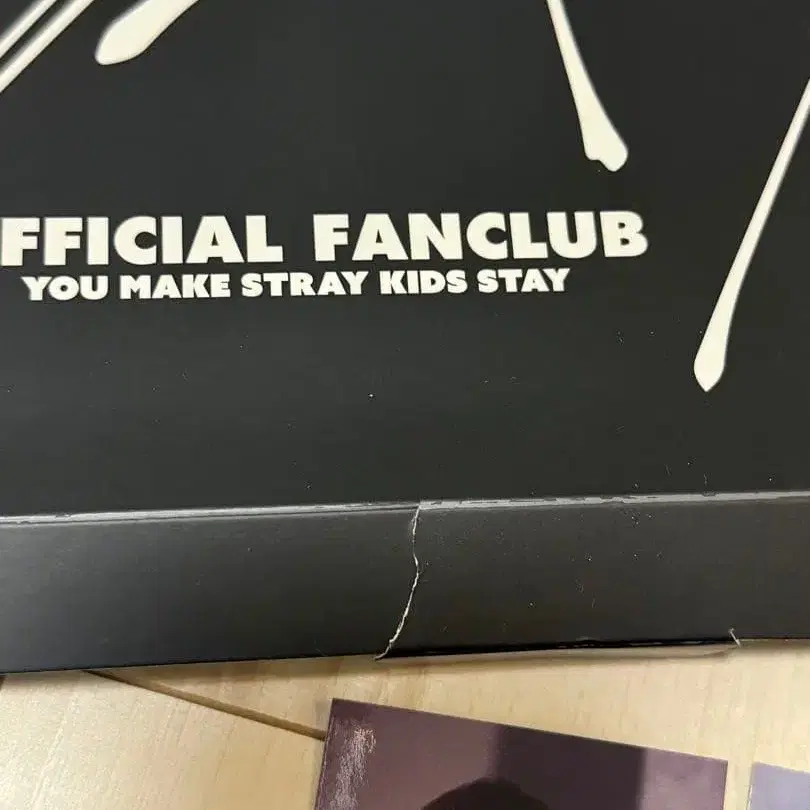 FFICIAL FANCLUB
YOU MAKE STRAY KIDS STAY